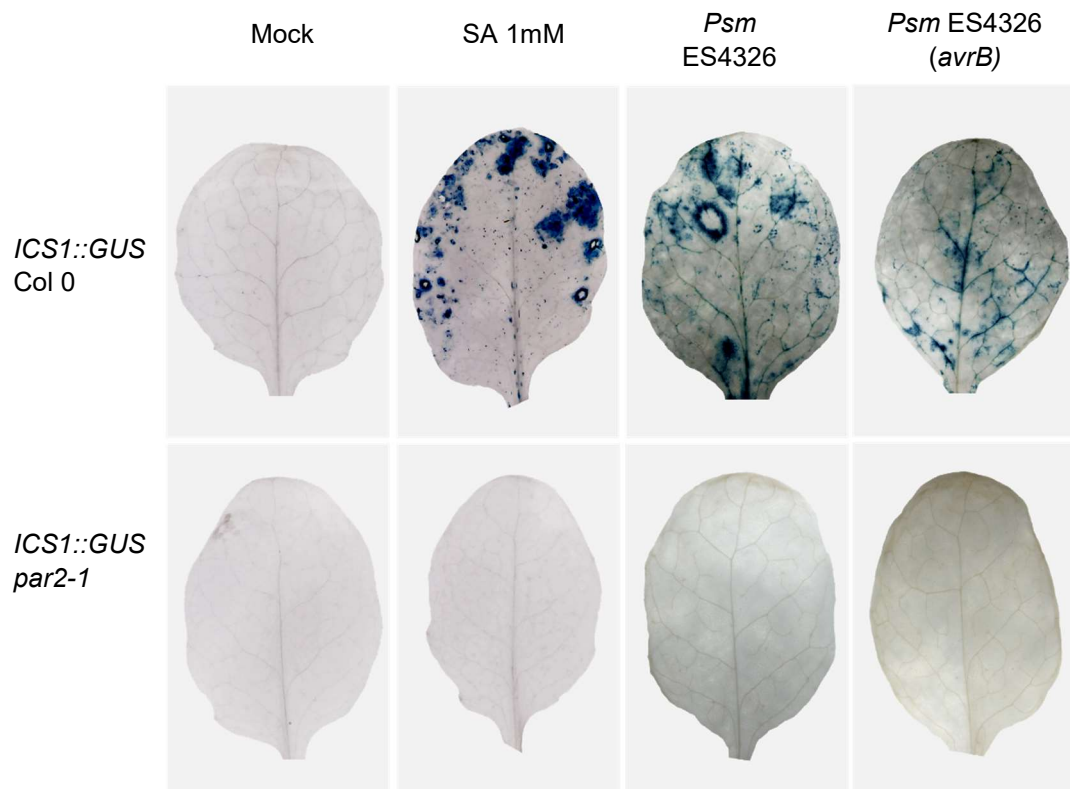 Mock
SA 1mM
Psm
ES4326
Psm ES4326
(avrB)
ICS1::GUS
Col 0
ICS1::GUS
par2-1